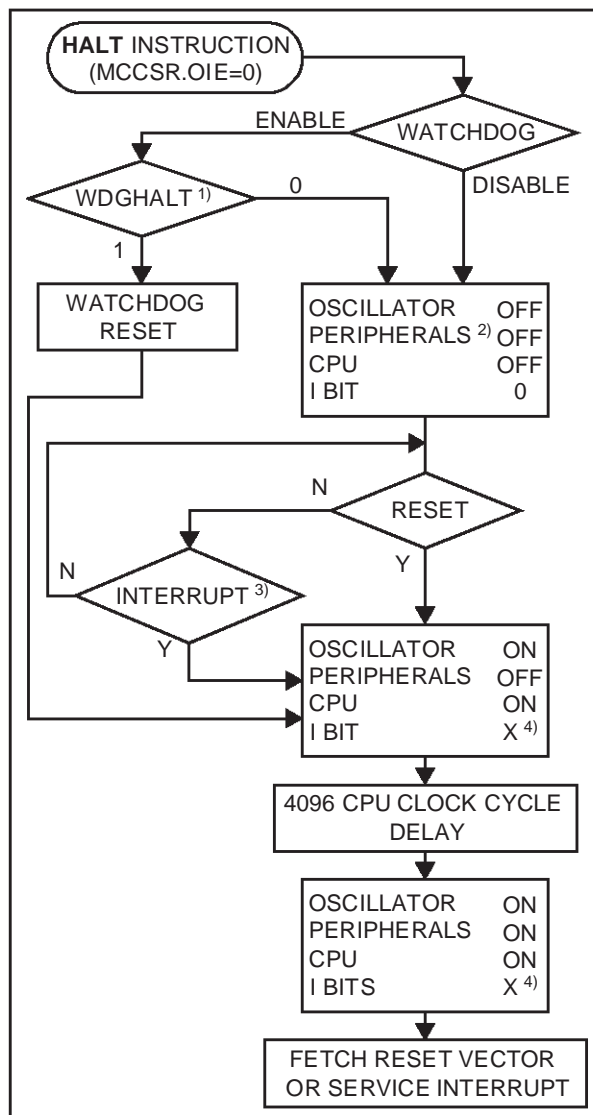 HALT INSTRUCTION
(MCCSR.OIE=0)
ENABLE
WATCHDOG
WDGHALT 1)
0
DISABLE
1
WATCHDOG
RESET
OSCILLATOR OFF
PERIPHERALS 2) OFF
CPU OFF
I BIT 0
N
RESET
Y
N
INTERRUPT 3)
Y
OSCILLATOR ON
PERIPHERALS OFF
CPU ON
I BIT X 4)
4096 CPU CLOCK CYCLE
DELAY
OSCILLATOR ON
PERIPHERALS ON
CPU ON
I BITS X 4)
FETCH RESET VECTOR
OR SERVICE INTERRUPT